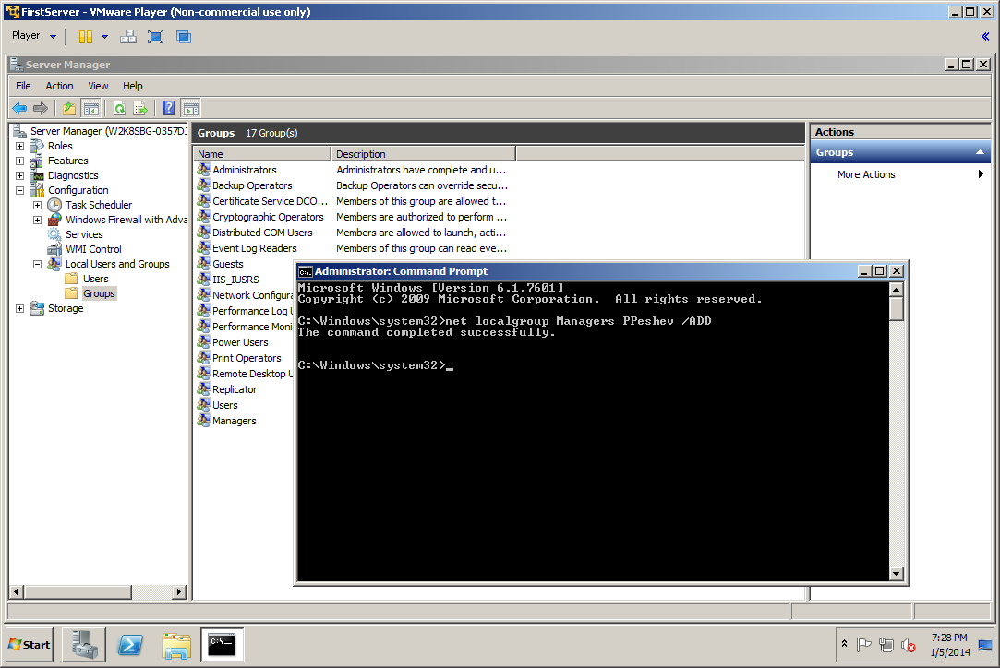 FirstServer - VMware Player (Non-commercial use only)
Player
Server Manager
File Action View Help
Server Manager (W2K8SBG-0357D
Roles
Features
Diagnostics
Configuration
Task Scheduler
Windows Firewall with Adva
Services
WMI Control
Local Users and Groups
Users
Groups
Storage
Groups 17 Group(s)
Name Description
Administrators Administrators have complete and u...
Backup Operators Backup Operators can override secu...
Certificate Service DCO... Members of this group are allowed t...
Cryptographic Operators Members are authorized to perform ...
Distributed COM Users Members are allowed to launch, acti...
Event Log Readers Members of this group can read eve...
Guests
IIS_IUSRS
Network Configura
Performance Log U
Performance Moni
Power Users
Print Operators
Remote Desktop U
Replicator
Users
Managers
Actions
Groups
More Actions
C:\. Administrator: Command Prompt
Microsoft Windows [Version 6.1.7601]
Copyright (c) 2009 Microsoft Corporation. All rights reserved.
C:\Windows\system32>net localgroup Managers PPeshev /ADD
The command completed successfully.
C:\Windows\system32>_
Start
C:\.
7:28 PM
1/5/2014